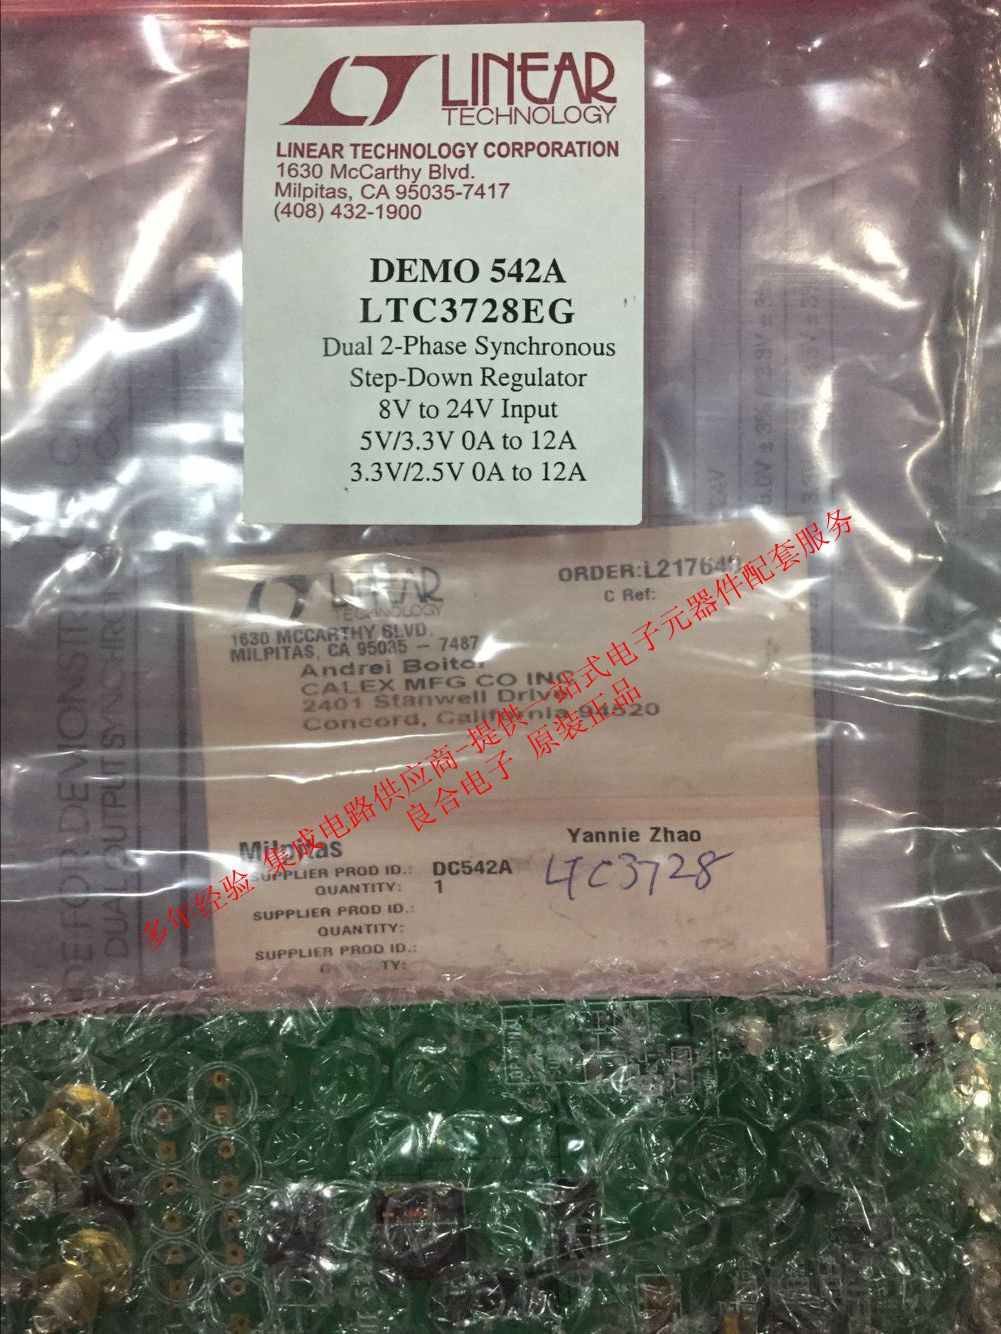 LINEAR
TECHNOLOGY
LINEAR TECHNOLOGY CORPORATION
1630 McCarthy Blvd.
Milpitas, CA 95035-7417
(408) 432-1900
DEMO 542A
LTC3728EG
Dual 2-Phase Synchronous
Step-Down Regulator
8V to 24V Input
5V/3.3V 0A to 12A
3.3V/2.5V 0A to 12A
LINEAR
TECHNOLOGY
ORDER:L21764
C Ref:
1630 MCCARTHY BLVD.
MILPITAS, CA 95035 - 7487
Andrei Boitor
CALEX MFG CO INC
2401 Stanwell Drive
Concord, California 94520
多年经验 集成电路供应商-提供一站式电子元器件配套服务
良合电子 原装正品
Milpitas
Yannie Zhao
SUPPLIER PROD ID.: DC542A
LTC3728
QUANTITY: 1
SUPPLIER PROD ID.:
QUANTITY:
SUPPLIER PROD ID.: